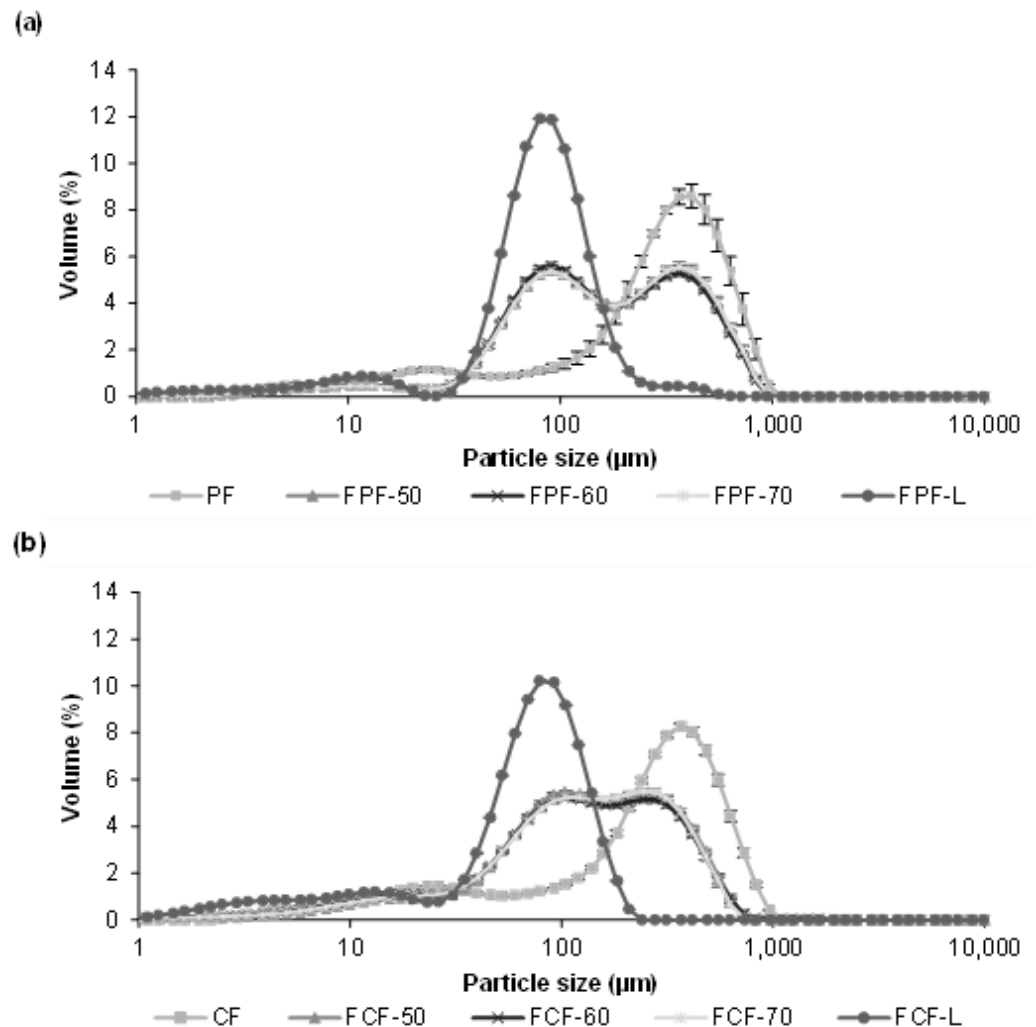 (a)
14
12
10
8
6
4
2
0
Volume (%)
1 10 100 1,000 10,000
Particle size (µm)
PF FPF-50 FPF-60 FPF-70 FPF-L
(b)
14
12
10
8
6
4
2
0
Volume (%)
1 10 100 1,000 10,000
Particle size (µm)
CF FCF-50 FCF-60 FCF-70 FCF-L